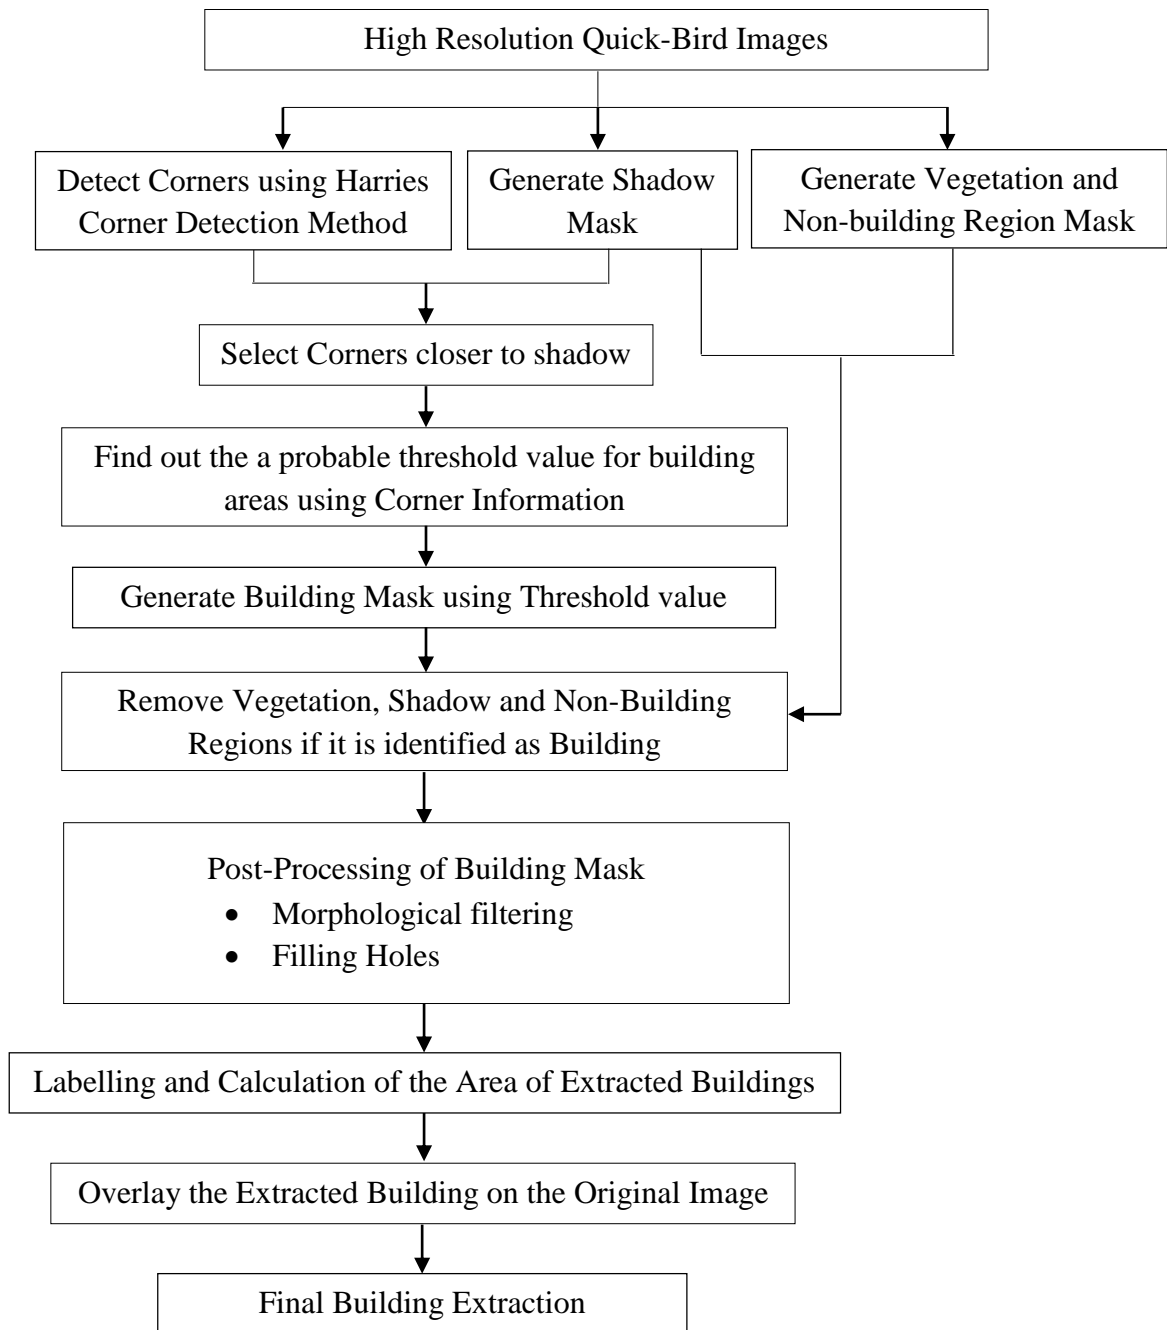 High Resolution Quick-Bird Images
Detect Corners using Harries
Corner Detection Method
Generate Shadow
Mask
Generate Vegetation and
Non-building Region Mask
Select Corners closer to shadow
Find out the a probable threshold value for building
areas using Corner Information
Generate Building Mask using Threshold value
Remove Vegetation, Shadow and Non-Building
Regions if it is identified as Building
Post-Processing of Building Mask
• Morphological filtering
• Filling Holes
Labelling and Calculation of the Area of Extracted Buildings
Overlay the Extracted Building on the Original Image
Final Building Extraction